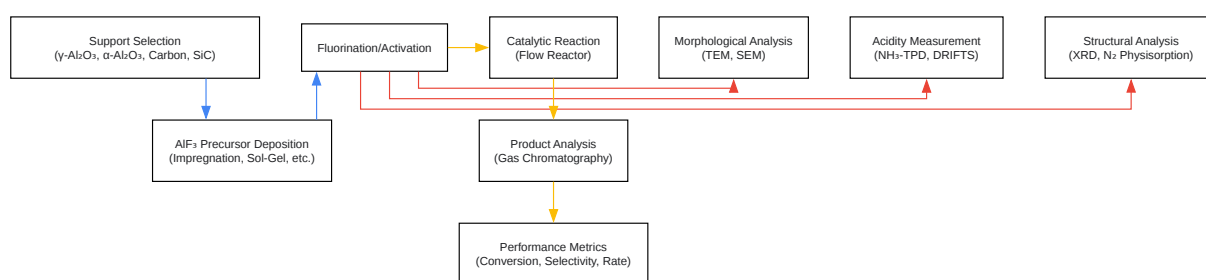 Support Selection
(γ-Al₂O₃, α-Al₂O₃, Carbon, SiC)
Fluorination/Activation
Catalytic Reaction
(Flow Reactor)
Morphological Analysis
(TEM, SEM)
Acidity Measurement
(NH3-TPD, DRIFTS)
Structural Analysis
(XRD, N₂ Physisorption)
AlF₃ Precursor Deposition
(Impregnation, Sol-Gel, etc.)
Product Analysis
(Gas Chromatography)
Performance Metrics
(Conversion, Selectivity, Rate)